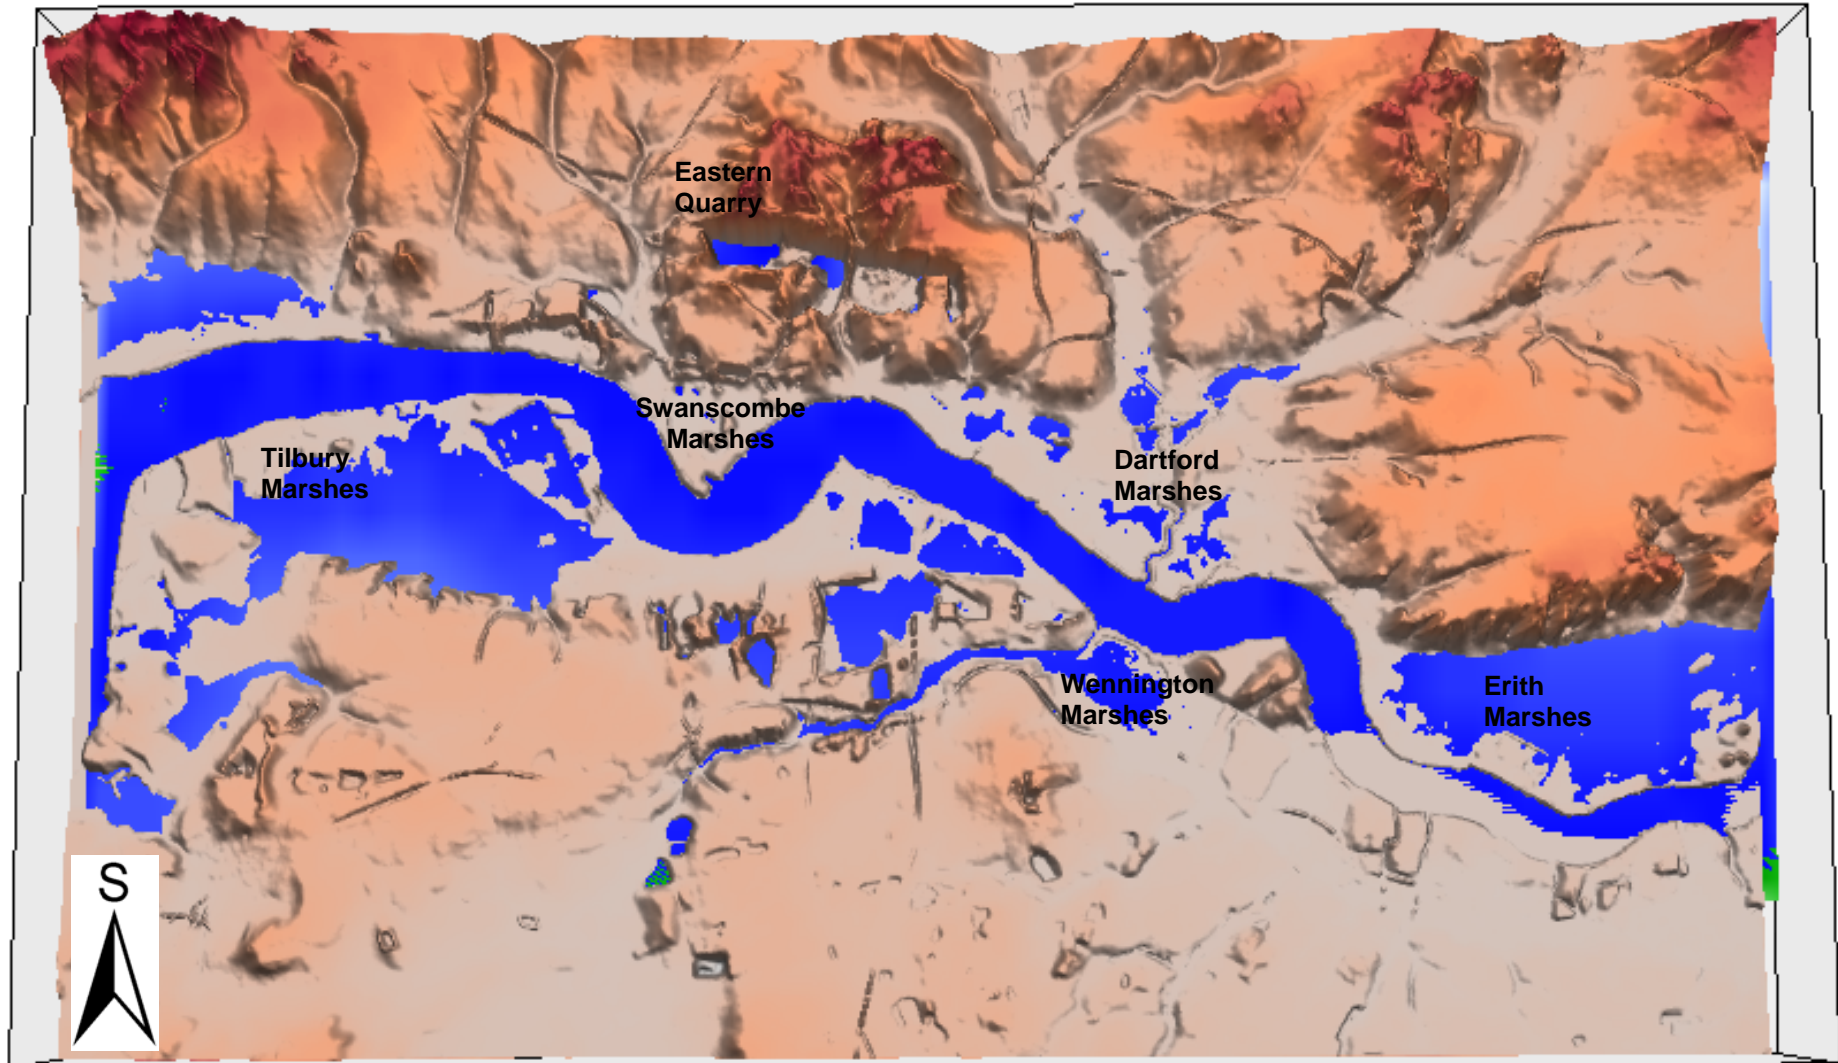 Eastern
Quarry
Swanscombe
Marshes
Tilbury
Marshes
Dartford
Marshes
Wennington
Marshes
Erith
Marshes
S